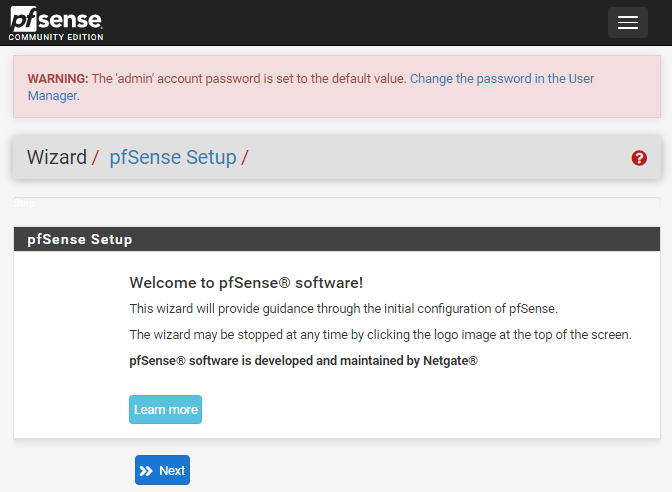 pfsense
COMMUNITY EDITION
WARNING: The 'admin' account password is set to the default value. Change the password in the User
Manager.
Wizard / pfSense Setup /
Step
pfSense Setup
Welcome to pfSense® software!
This wizard will provide guidance through the initial configuration of pfSense.
The wizard may be stopped at any time by clicking the logo image at the top of the screen.
pfSense® software is developed and maintained by Netgate®
Learn more
Next